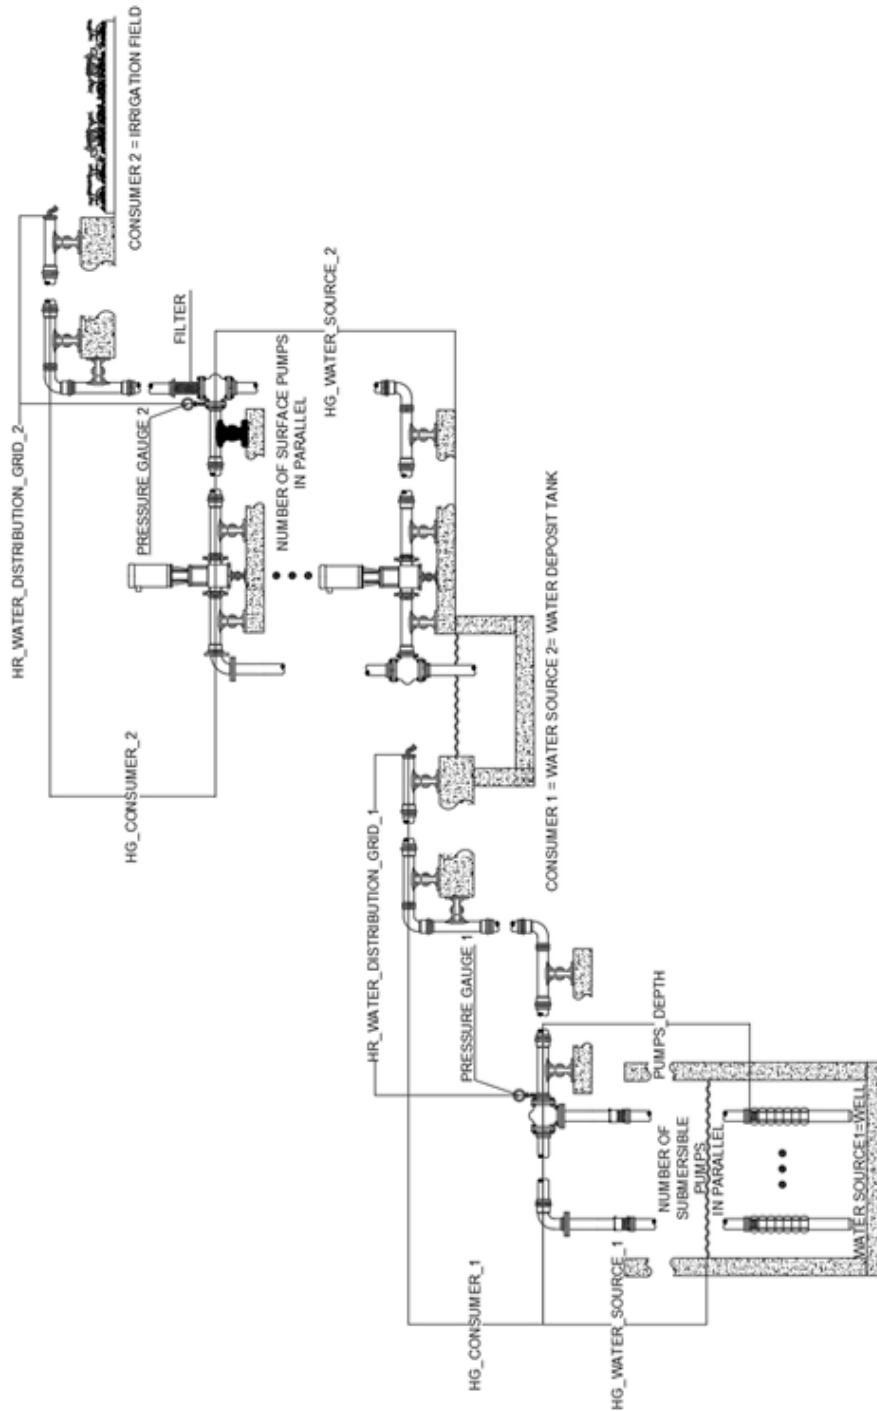 CONSUMER 2 = IRRIGATION FIELD
HR_WATER_DISTRIBUTION_GRID_2
FILTER
PRESSURE GAUGE 2
HG_WATER_SOURCE_2
NUMBER OF SURFACE PUMPS
IN PARALLEL
HG_CONSUMER_2
CONSUMER 1 = WATER SOURCE 2= WATER DEPOSIT TANK
HR_WATER_DISTRIBUTION_GRID_1
PRESSURE GAUGE 1
PUMPS_DEPTH
NUMBER OF
SUBMERSIBLE
PUMPS
IN PARALLEL
WATER SOURCE1=WELL
HG_CONSUMER_1
HG_WATER_SOURCE_1